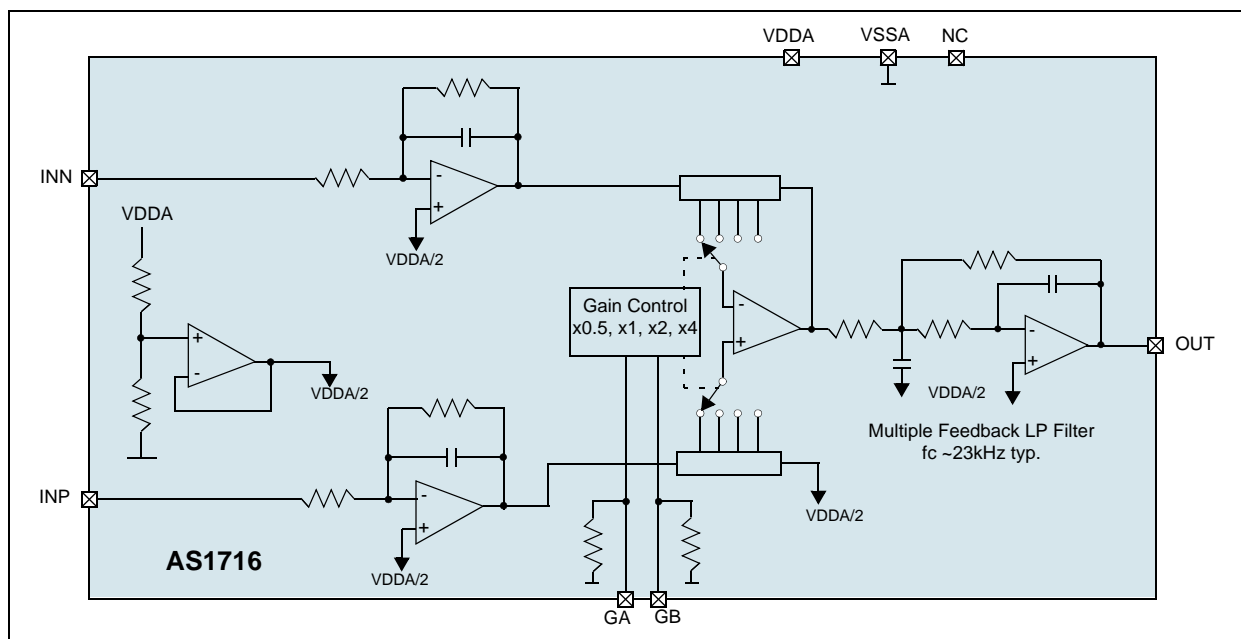 VDDA VSSA NC
INN
-
+
VDDA/2
VDDA
Gain Control
x0.5, x1, x2, x4
-
+
+
-
VDDA/2
-
+
OUT
VDDA/2
Multiple Feedback LP Filter
fc ~23kHz typ.
INP
-
+
VDDA/2
VDDA/2
AS1716
GA GB